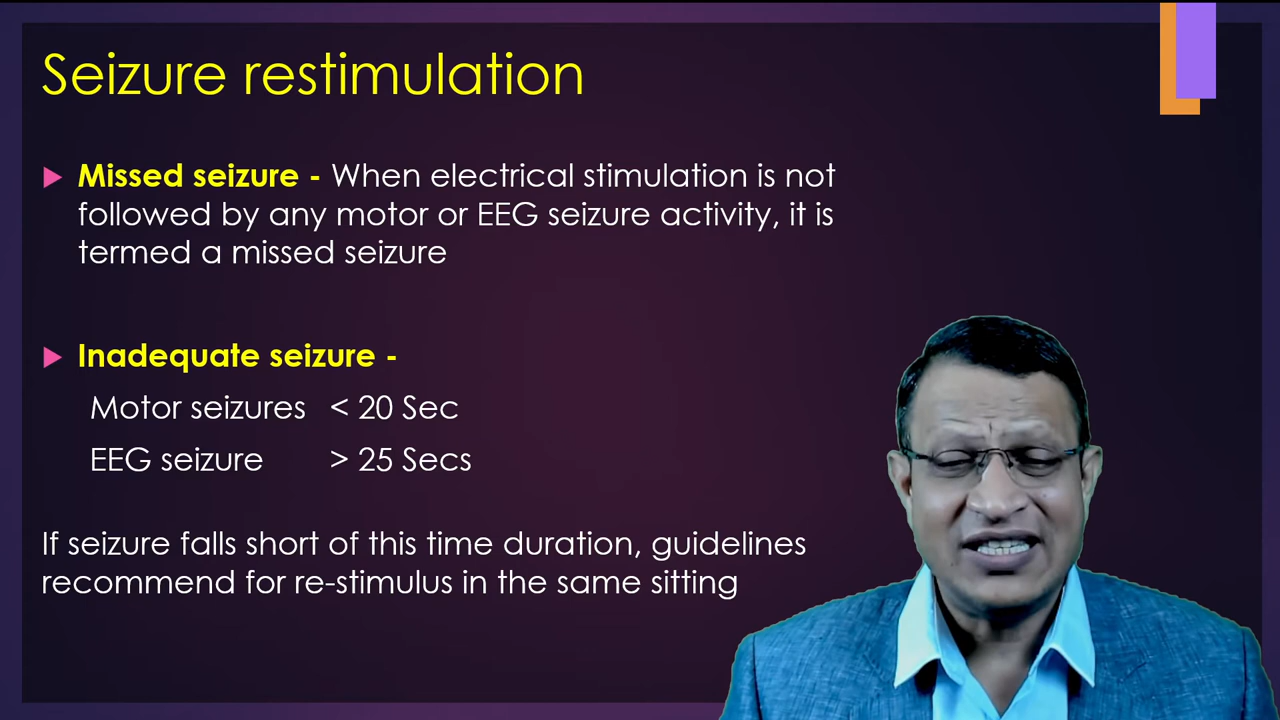 Seizure restimulation
Missed seizure - When electrical stimulation is not
followed by any motor or EEG seizure activity, it is
termed a missed seizure
Inadequate seizure -
Motor seizures < 20 Sec
EEG seizure > 25 Secs
If seizure falls short of this time duration, guidelines
recommend for re-stimulus in the same sitting